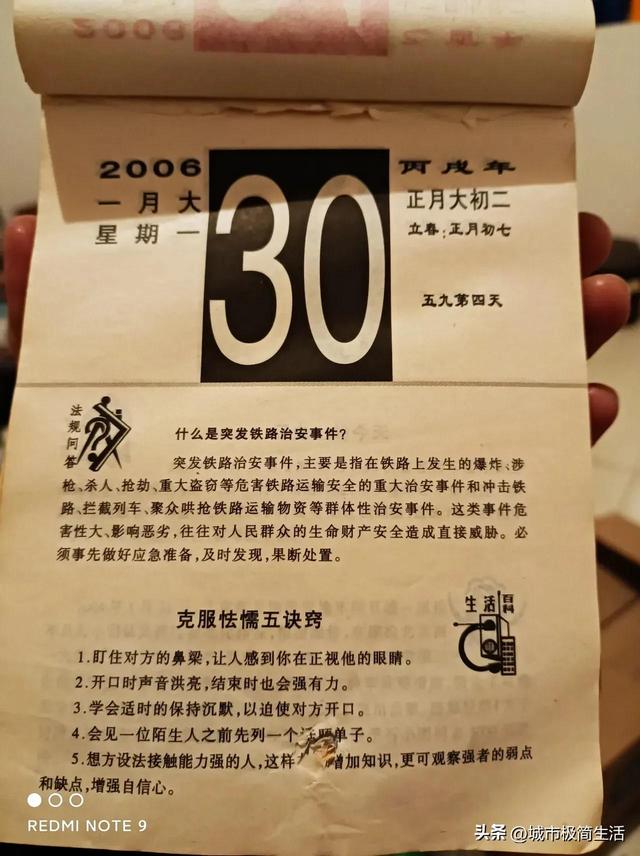 2006
一月大
星期一
30
丙戌年
正月大初二
立春:正月初七
五九第四天
法规问答
什么是突发铁路治安事件?
突发铁路治安事件,主要是指在铁路上发生的爆炸、涉
枪、杀人、抢劫、重大盗窃等危害铁路运输安全的重大治安事件和冲击铁
路、拦截列车、聚众哄抢铁路运输物资等群体性治安事件。这类事件危
害性大、影响恶劣,往往对人民群众的生命财产安全造成直接威胁。必
须事先做好应急准备,及时发现,果断处置。
生活百科
克服怯懦五诀窍
1.盯住对方的鼻梁,让人感到你在正视他的眼睛。
2.开口时声音洪亮,结束时也会强有力。
3.学会适时的保持沉默,以迫使对方开口。
4.会见一位陌生人之前先列一个话题单子。
5.想方设法接触能力强的人,这样 增加知识,更可观察强者的弱点
和缺点,增强自信心。
REDMI NOTE 9
头条 @城市极简生活